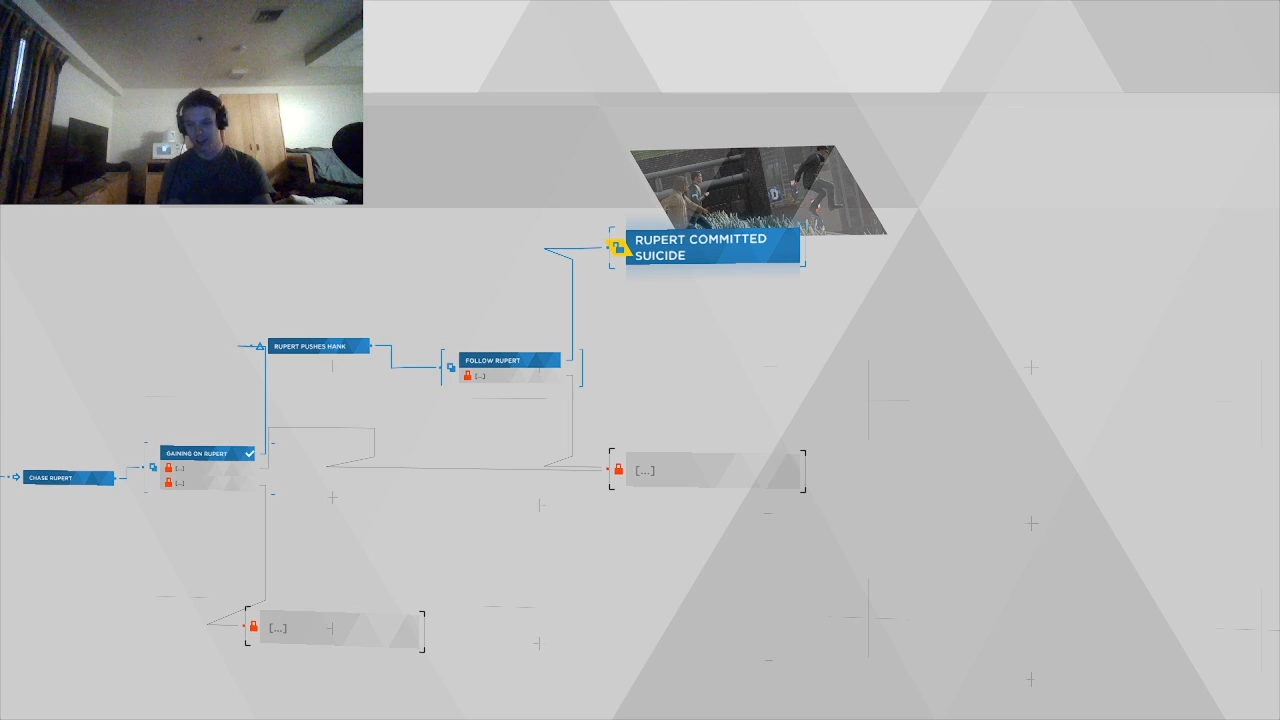 RUPERT COMMITTED
SUICIDE
RUPERT PUSHES HANK
FOLLOW RUPERT
[...]
GAINING ON RUPERT
[...]
[...]
CHASE RUPERT
[...]
[...]